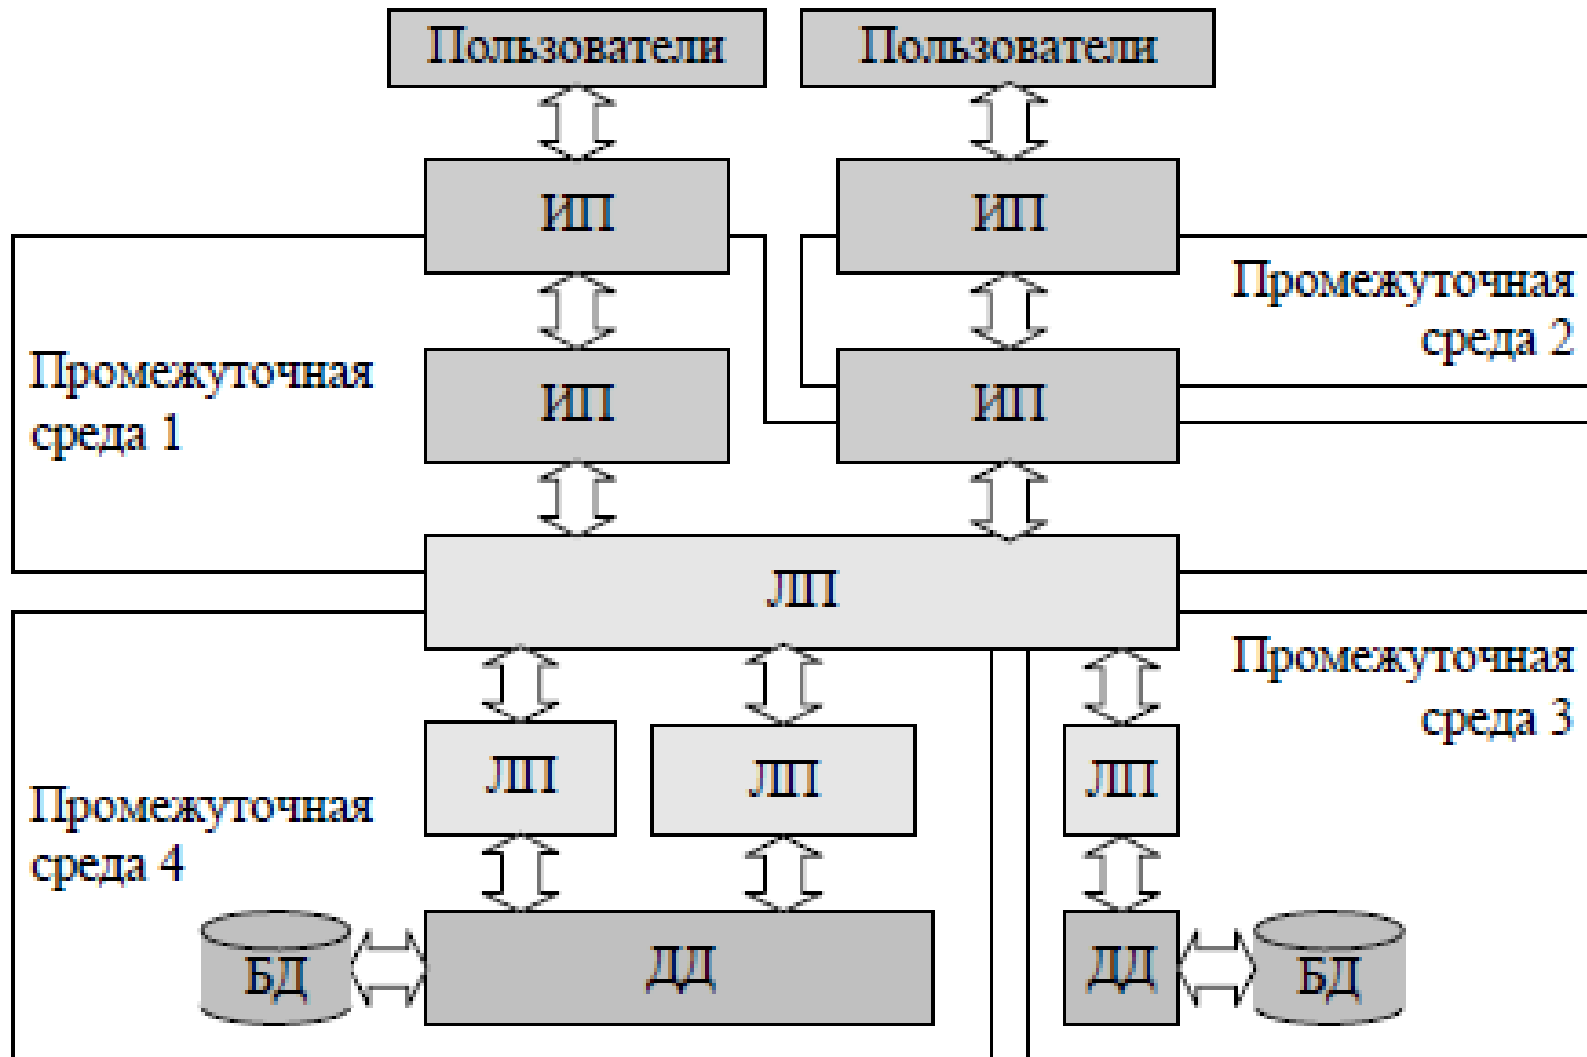 Пользователи
Пользователи
ИП
ИП
Промежуточная
среда 2
Промежуточная
среда 1
ИП
ИП
ЛП
Промежуточная
среда 3
ЛП
ЛП
ЛП
Промежуточная
среда 4
БД
ДД
ДД
БД